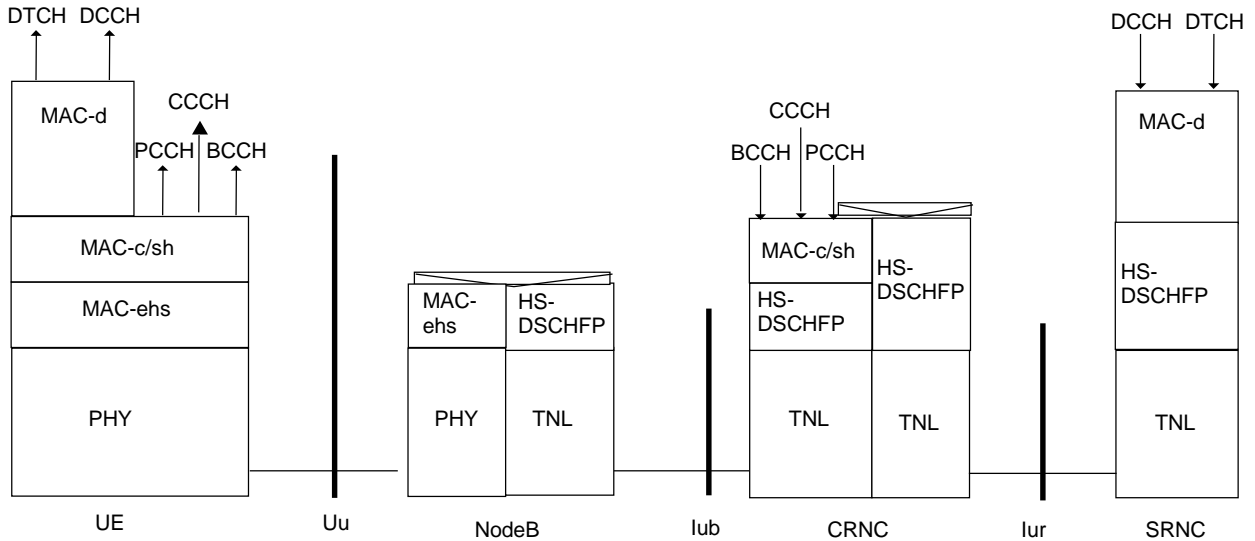 DTCH DCCH
DCCH DTCH
MAC-d
CCCH
PCCH BCCH
CCCH
BCCH PCCH
MAC-d
MAC-c/sh
MAC-ehs
PHY
MAC-
ehs
HS-
DSCHFP
PHY
TNL
MAC-c/sh
HS-
DSCHFP
HS-
DSCHFP
TNL
TNL
HS-
DSCHFP
TNL
UE
Uu
NodeB
Iub
CRNC
Iur
SRNC